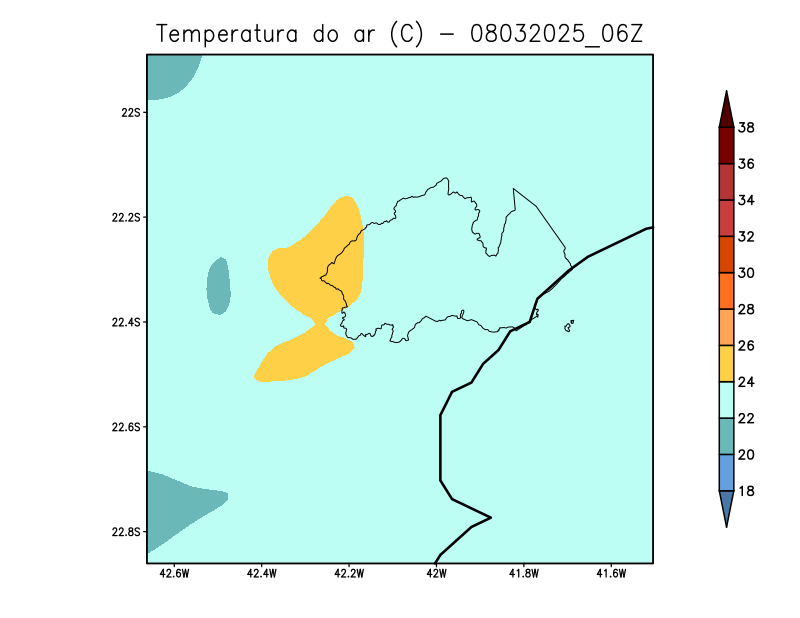 Temperatura do ar (C) - 08032025_06Z
22S
22.2S
22.4S
22.6S
22.8S
42.6W
42.4W
42.2W
42W
41.8W
41.6W
38
36
34
32
30
28
26
24
22
20
18